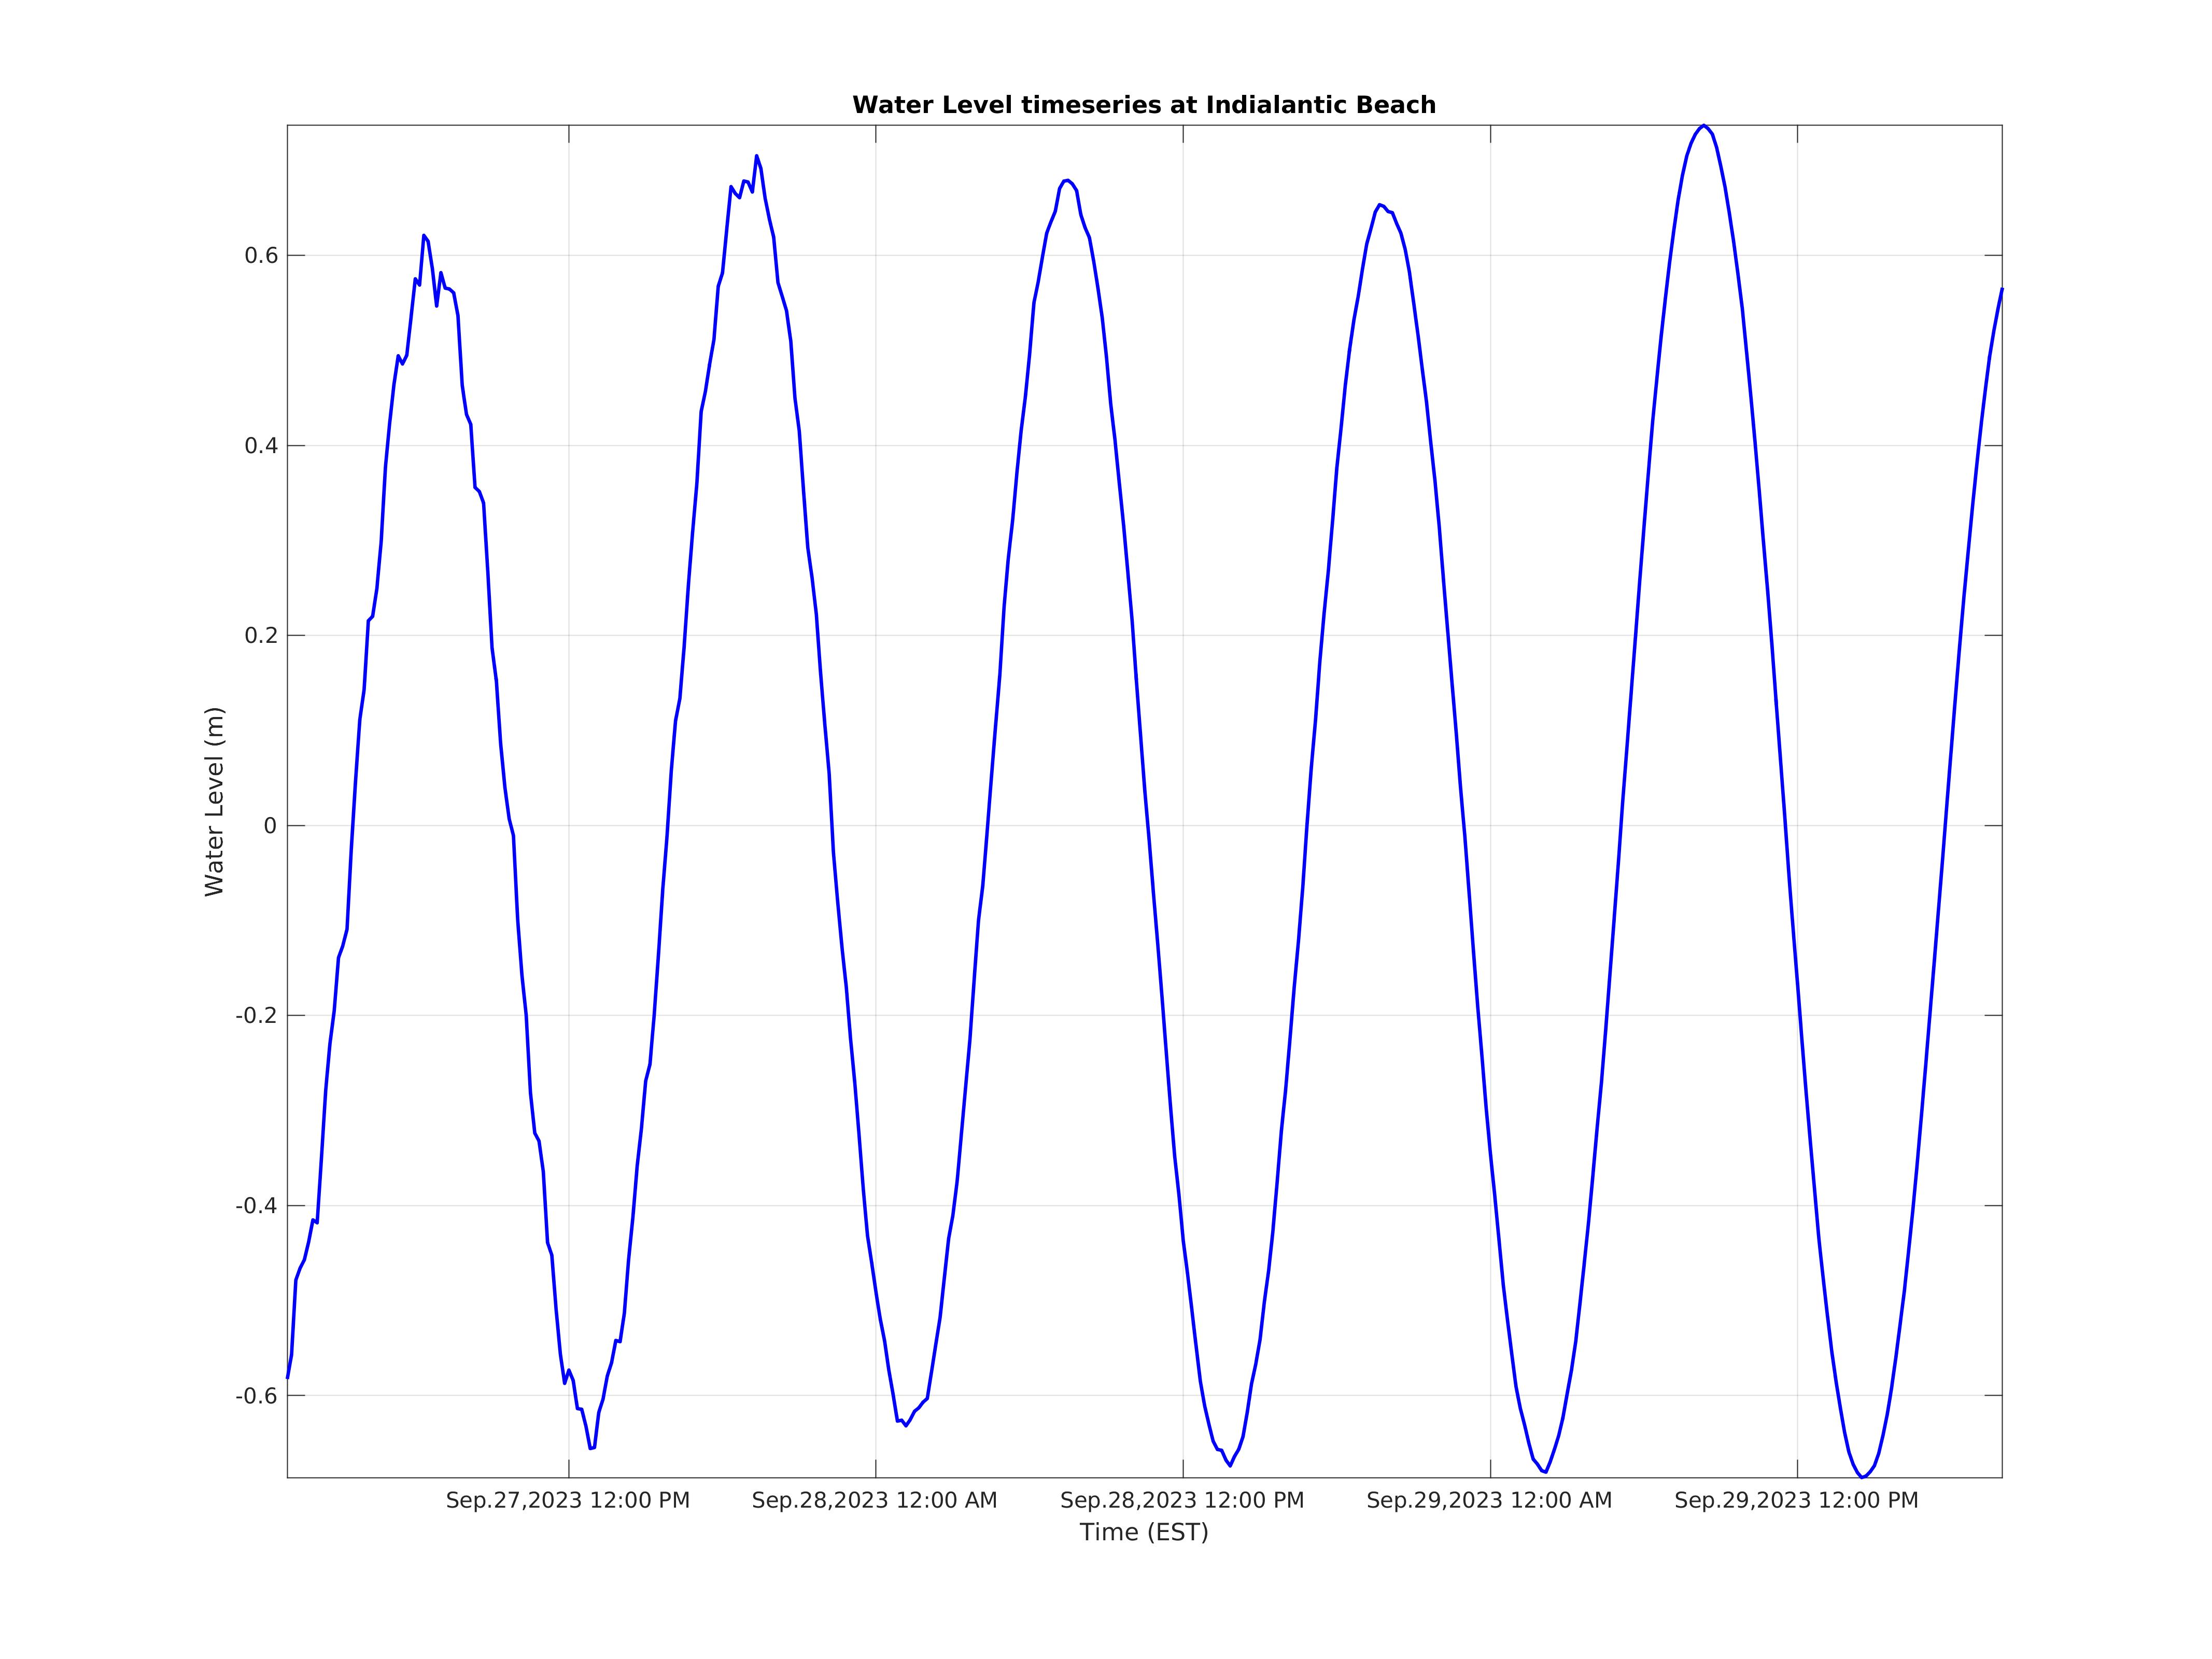 Water Level timeseries at Indialantic Beach
0.6
0.4
0.2
0
-0.2
-0.4
-0.6
Water Level (m)
Sep.27,2023 12:00 PM Sep.28,2023 12:00 AM Sep.28,2023 12:00 PM Sep.29,2023 12:00 AM Sep.29,2023 12:00 PM
Time (EST)